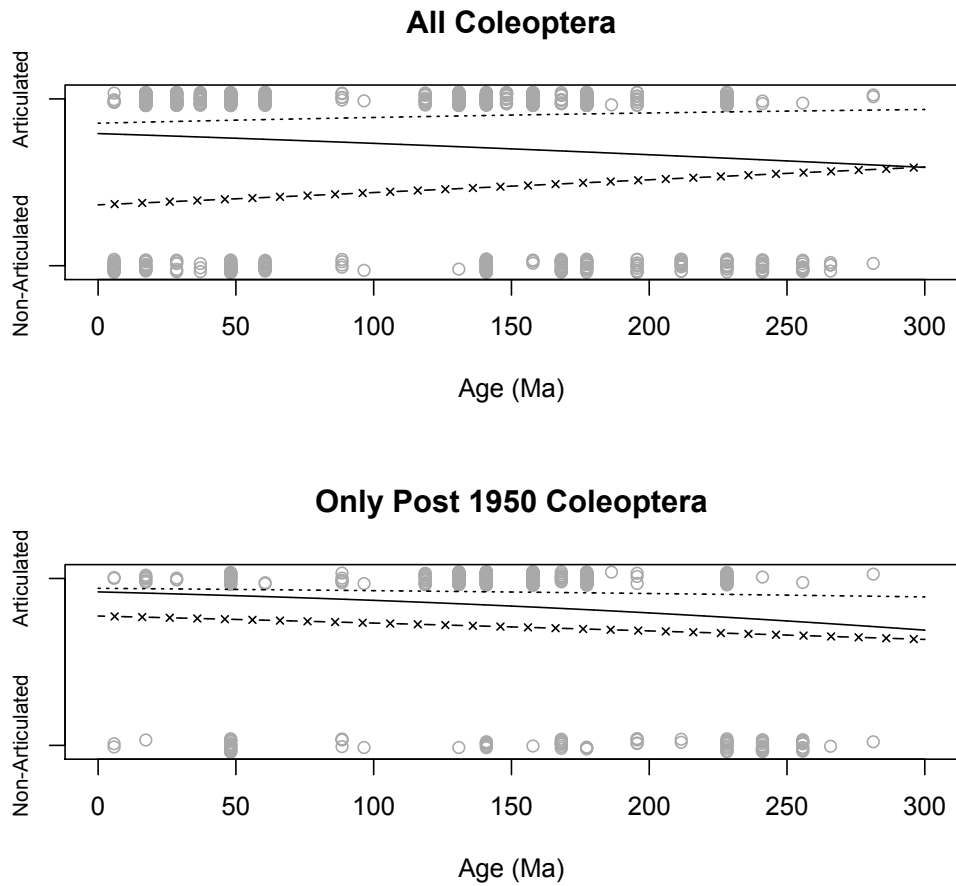 All Coleoptera
Articulated
Non-Articulated
0 50 100 150 200 250 300
Age (Ma)
Only Post 1950 Coleoptera
Articulated
Non-Articulated
0 50 100 150 200 250 300
Age (Ma)